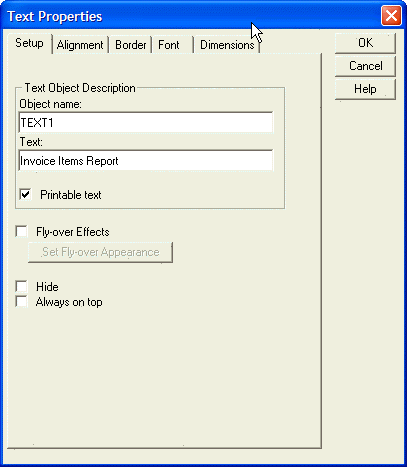 Text Properties
Setup Alignment Border Font Dimensions
OK
Cancel
Help
Text Object Description
Object name:
TEXT1
Text:
Invoice Items Report
Printable text
Fly-over Effects
Set Fly-over Appearance
Hide
Always on top